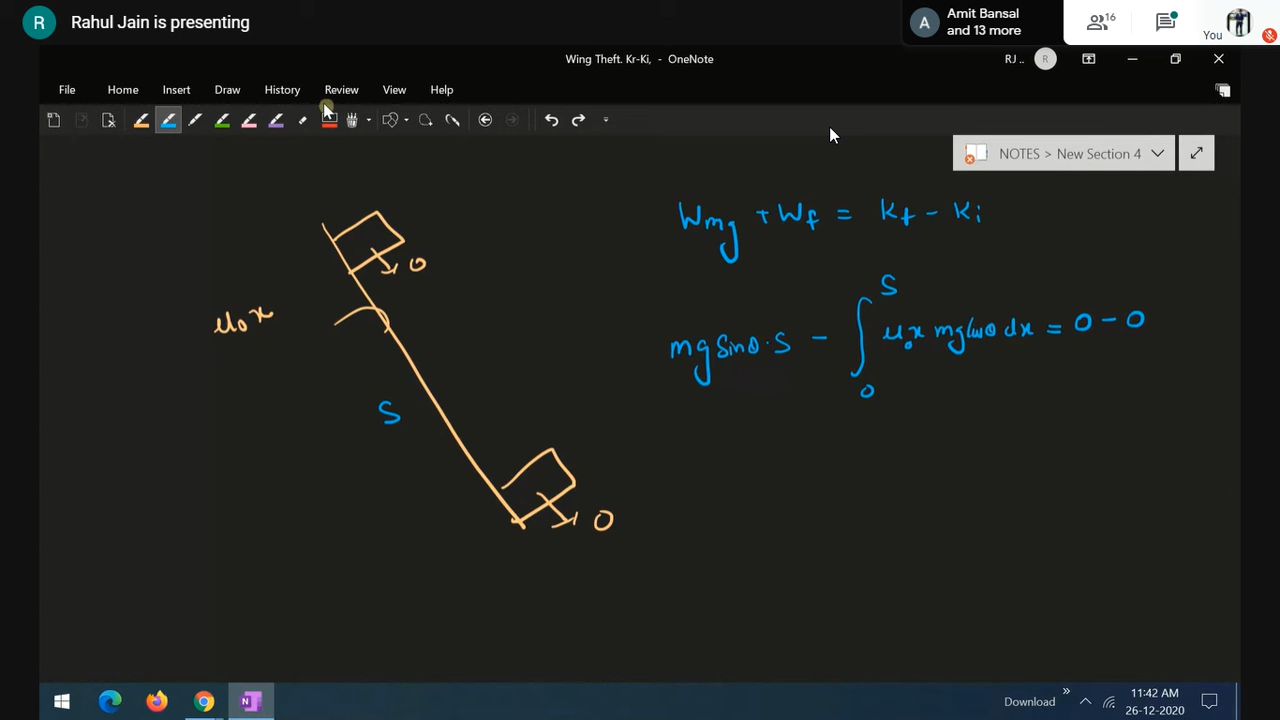 R Rahul Jain is presenting
A Amit Bansal
and 13 more
16
You
Wing Theft. Kr-Ki, - OneNote
RJ .. R
File Home Insert Draw History Review View Help
NOTES > New Section 4
Wmg + Wf = Kf - Ki
0
μ₀x
mg Sinθ·S - ∫₀ˢ μ₀x mg Cosθ dx = 0 - 0
S
0
Download »
11:42 AM
26-12-2020